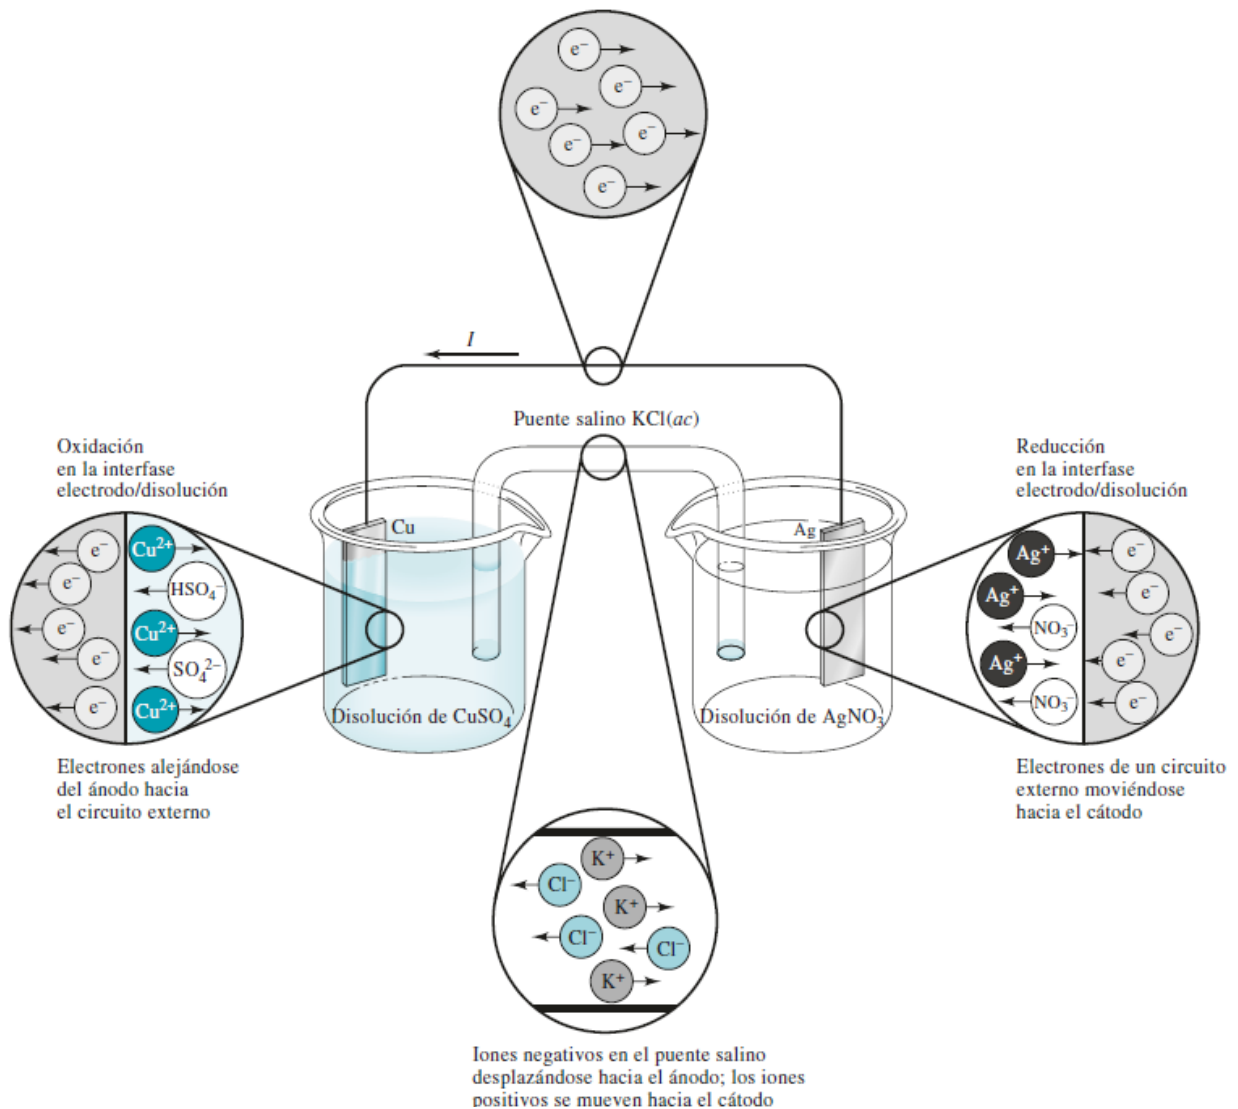 e⁻
e⁻
e⁻
e⁻
e⁻
e⁻
I
Puente salino KCl(ac)
Oxidación
en la interfase
electrodo/disolución
Reducción
en la interfase
electrodo/disolución
Cu
Ag
e⁻
e⁻
e⁻
e⁻
e⁻
Cu²⁺
HSO₄⁻
Cu²⁺
SO₄²⁻
Cu²⁺
Disolución de CuSO₄
Disolución de AgNO₃
Ag⁺
Ag⁺
NO₃⁻
Ag⁺
NO₃⁻
e⁻
e⁻
e⁻
e⁻
e⁻
Electrones alejándose
del ánodo hacia
el circuito externo
Electrones de un circuito
externo moviéndose
hacia el cátodo
K⁺
Cl⁻
K⁺
Cl⁻
Cl⁻
K⁺
Iones negativos en el puente salino
desplazándose hacia el ánodo; los iones
positivos se mueven hacia el cátodo